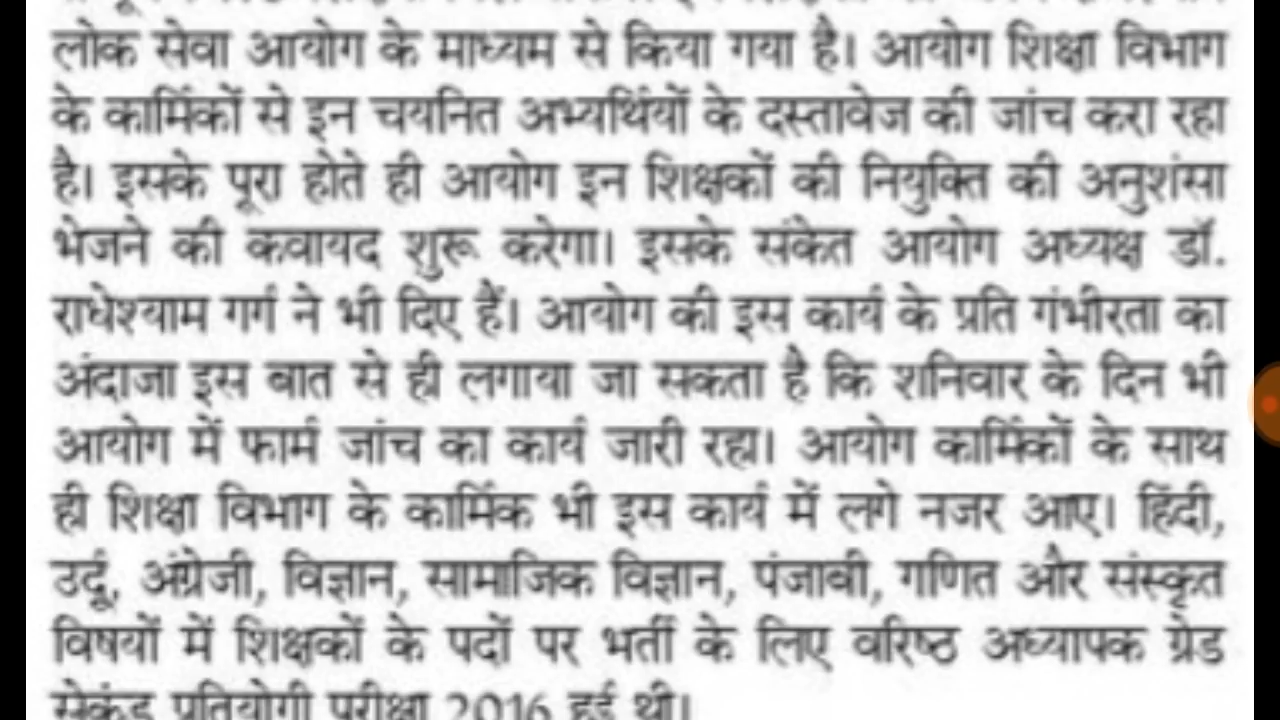 लोक सेवा आयोग के माध्यम से किया गया है। आयोग शिक्षा विभाग
के कार्मिकों से इन चयनित अभ्यर्थियों के दस्तावेज की जांच करा रहा
है। इसके पूरा होते ही आयोग इन शिक्षकों की नियुक्ति की अनुशंसा
भेजने की कवायद शुरू करेगा। इसके संकेत आयोग अध्यक्ष डॉ.
राधेश्याम गर्ग ने भी दिए हैं। आयोग की इस कार्य के प्रति गंभीरता का
अंदाजा इस बात से ही लगाया जा सकता है कि शनिवार के दिन भी
आयोग में फार्म जांच का कार्य जारी रहा। आयोग कार्मिकों के साथ
ही शिक्षा विभाग के कार्मिक भी इस कार्य में लगे नजर आए। हिंदी,
उर्दू, अंग्रेजी, विज्ञान, सामाजिक विज्ञान, पंजाबी, गणित और संस्कृत
विषयों में शिक्षकों के पदों पर भर्ती के लिए वरिष्ठ अध्यापक ग्रेड
सेकंड प्रतियोगी परीक्षा 2016 हुई थी।